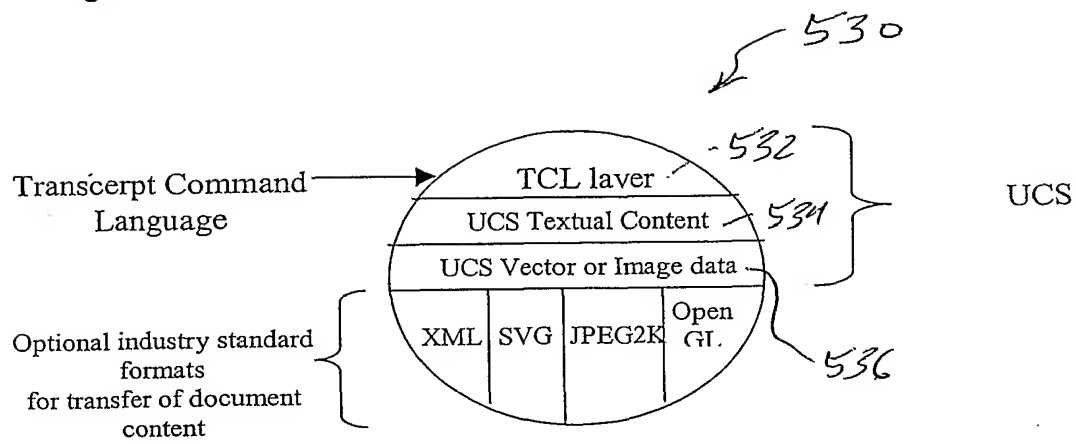 530
532
Transcerpt Command
Language
TCL layer
UCS
UCS Textual Content
534
UCS Vector or Image data
XML
SVG
JPEG2K
Open
GL
536
Optional industry standard
formats
for transfer of document
content